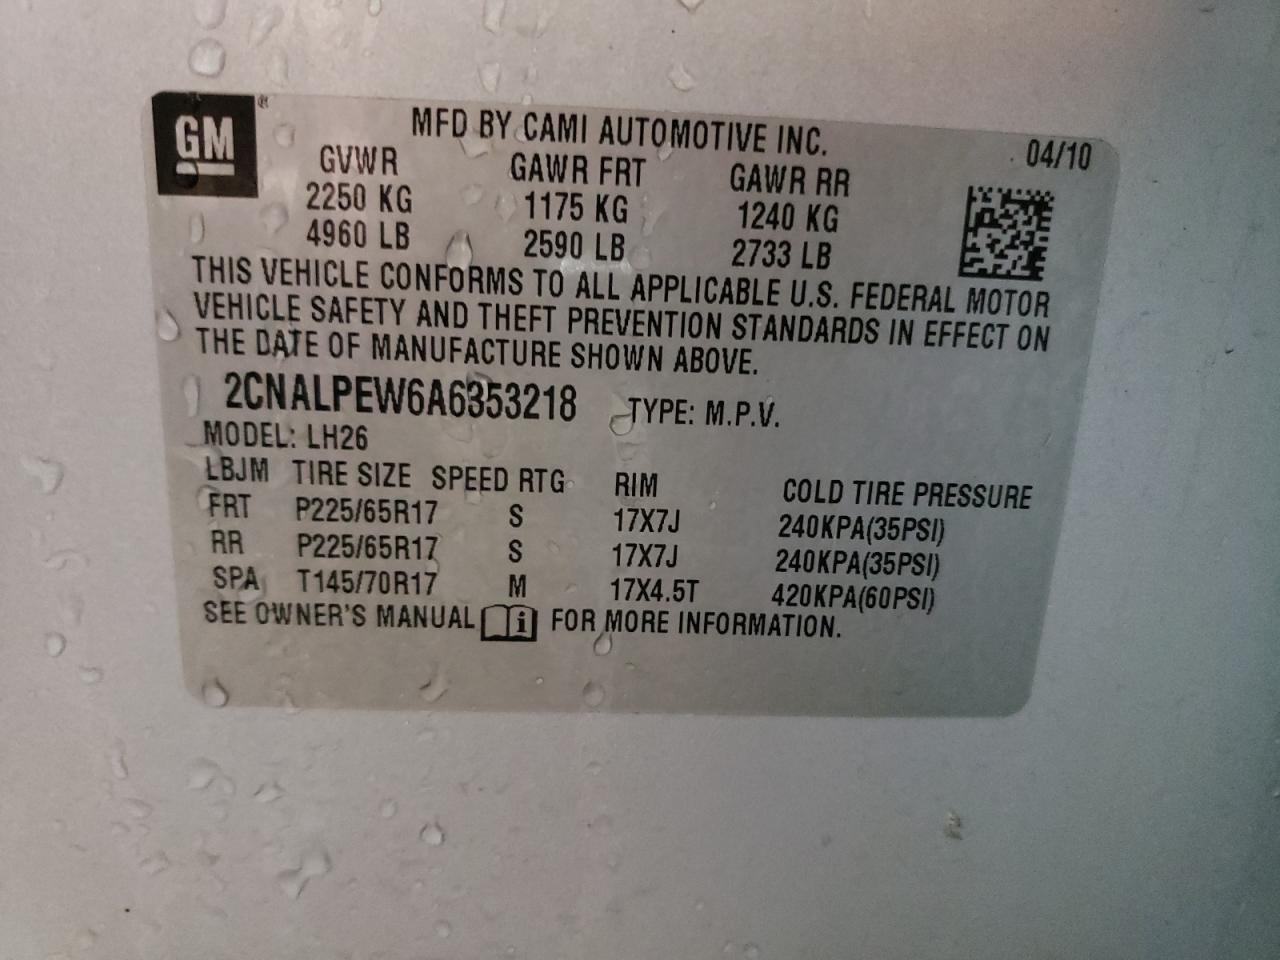 GM ®
MFD BY CAMI AUTOMOTIVE INC.
04/10
GVWR GAWR FRT GAWR RR
2250 KG 1175 KG 1240 KG
4960 LB 2590 LB 2733 LB
THIS VEHICLE CONFORMS TO ALL APPLICABLE U.S. FEDERAL MOTOR
VEHICLE SAFETY AND THEFT PREVENTION STANDARDS IN EFFECT ON
THE DATE OF MANUFACTURE SHOWN ABOVE.
2CNALPEW6A6353218 TYPE: M.P.V.
MODEL: LH26
LBJM TIRE SIZE SPEED RTG RIM COLD TIRE PRESSURE
FRT P225/65R17 S 17X7J 240KPA(35PSI)
RR P225/65R17 S 17X7J 240KPA(35PSI)
SPA T145/70R17 M 17X4.5T 420KPA(60PSI)
SEE OWNER'S MANUAL i FOR MORE INFORMATION.